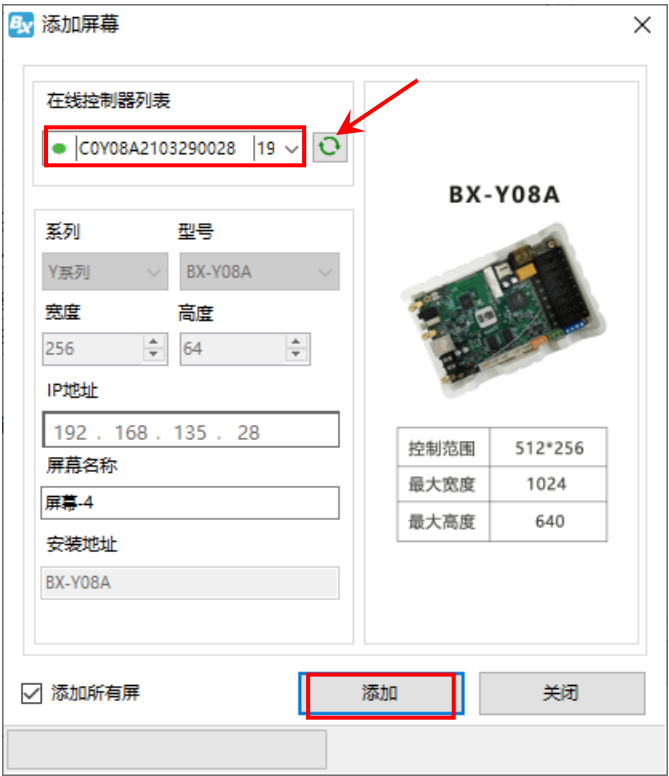 BX 添加屏幕
在线控制器列表
C0Y08A2103290028 19
系列 型号
Y系列 BX-Y08A
宽度 高度
256 64
IP地址
192 . 168 . 135 . 28
屏幕名称
屏幕-4
安装地址
BX-Y08A
BX-Y08A
控制范围 512*256
最大宽度 1024
最大高度 640
添加所有屏 添加 关闭